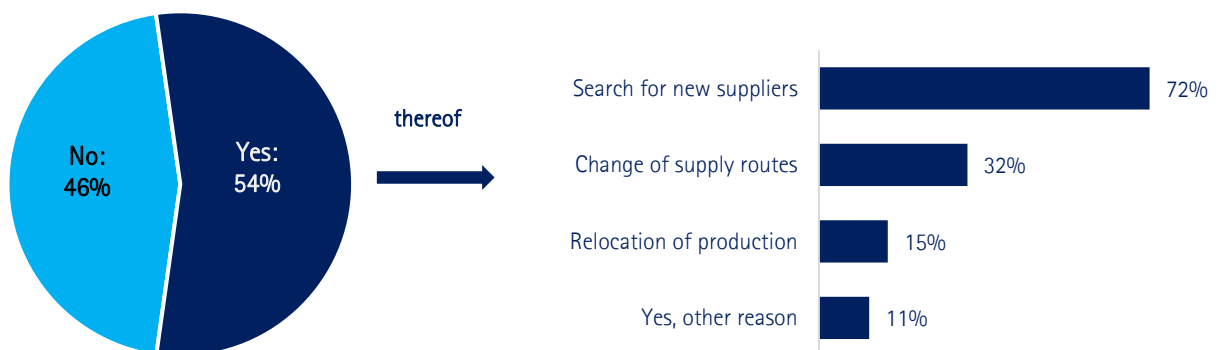 No:
46%
Yes:
54%
thereof
Search for new suppliers 72%
Change of supply routes 32%
Relocation of production 15%
Yes, other reason 11%